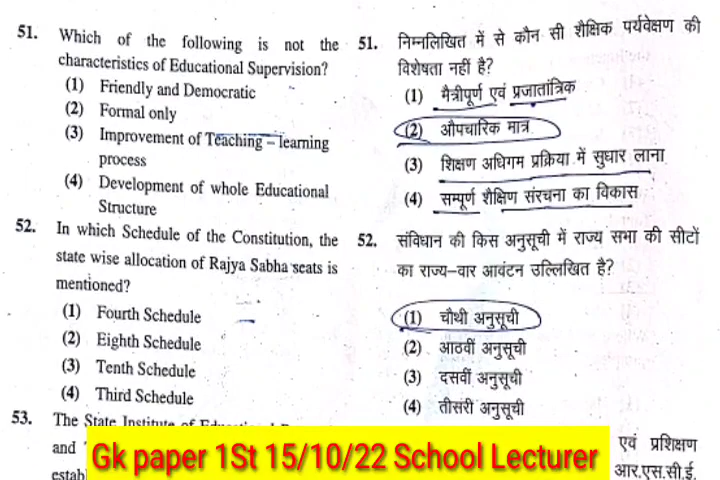 51. Which of the following is not the
characteristics of Educational Supervision?
(1) Friendly and Democratic
(2) Formal only
(3) Improvement of Teaching – learning
process
(4) Development of whole Educational
Structure
52. In which Schedule of the Constitution, the
state wise allocation of Rajya Sabha seats is
mentioned?
(1) Fourth Schedule
(2) Eighth Schedule
(3) Tenth Schedule
(4) Third Schedule
53. The State Institute of
and
51. निम्नलिखित में से कौन सी शैक्षिक पर्यवेक्षण की
विशेषता नहीं है?
(1) मैत्रीपूर्ण एवं प्रजातांत्रिक
(2) औपचारिक मात्र
(3) शिक्षण अधिगम प्रक्रिया में सुधार लाना
(4) सम्पूर्ण शैक्षिण संरचना का विकास
52. संविधान की किस अनुसूची में राज्य सभा की सीटों
का राज्य–वार आवंटन उल्लिखित है?
(1) चौथी अनुसूची
(2) आठवीं अनुसूची
(3) दसवीं अनुसूची
(4) तीसरी अनुसूची
एवं प्रशिक्षण
आर.एस.सी.ई.
Gk paper 1St 15/10/22 School Lecturer